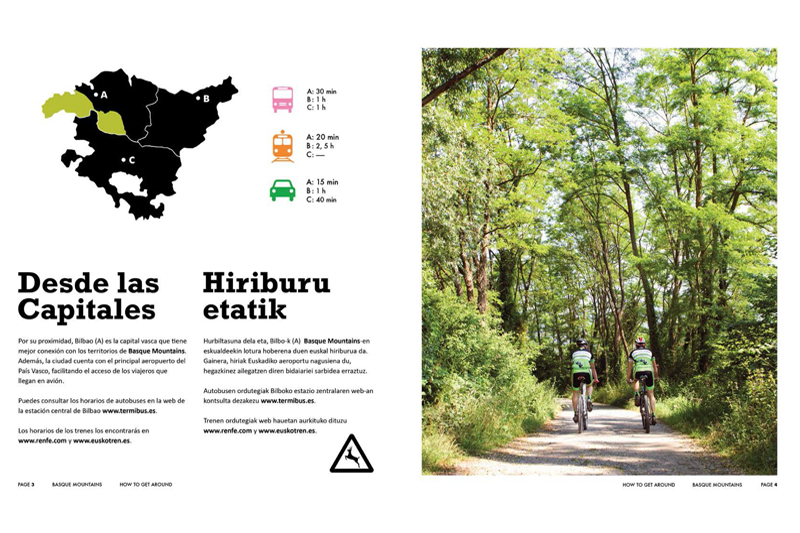 A
B
C
A: 30 min
B: 1 h
C: 1 h
A: 20 min
B: 2, 5 h
C: —
A: 15 min
B: 1 h
C: 40 min
Desde las
Capitales
Por su proximidad, Bilbao (A) es la capital vasca que tiene
mejor conexión con los territorios de Basque Mountains.
Además, la ciudad cuenta con el principal aeropuerto del
País Vasco, facilitando el acceso de los viajeros que
llegan en avión.
Puedes consultar los horarios de autobuses en la web de
la estación central de Bilbao www.termibus.es.
Los horarios de los trenes los encontrarás en
www.renfe.com y www.euskotren.es.
Hiriburu
etatik
Hurbiltasuna dela eta, Bilbo-k (A) Basque Mountains-en
eskualdeekin lotura hoberena duen euskal hiriburua da.
Gainera, hiriak Euskadiko aeroportu nagusiena du,
hegazkinez ailegatzen diren bidaiariei sarbidea erraztuz.
Autobusen ordutegiak Bilboko estazio zentralaren web-an
kontsulta dezakezu www.termibus.es.
Trenen ordutegiak web hauetan aurkituko dituzu
www.renfe.com y www.euskotren.es.
PAGE 3 BASQUE MOUNTAINS HOW TO GET AROUND
HOW TO GET AROUND BASQUE MOUNTAINS PAGE 4